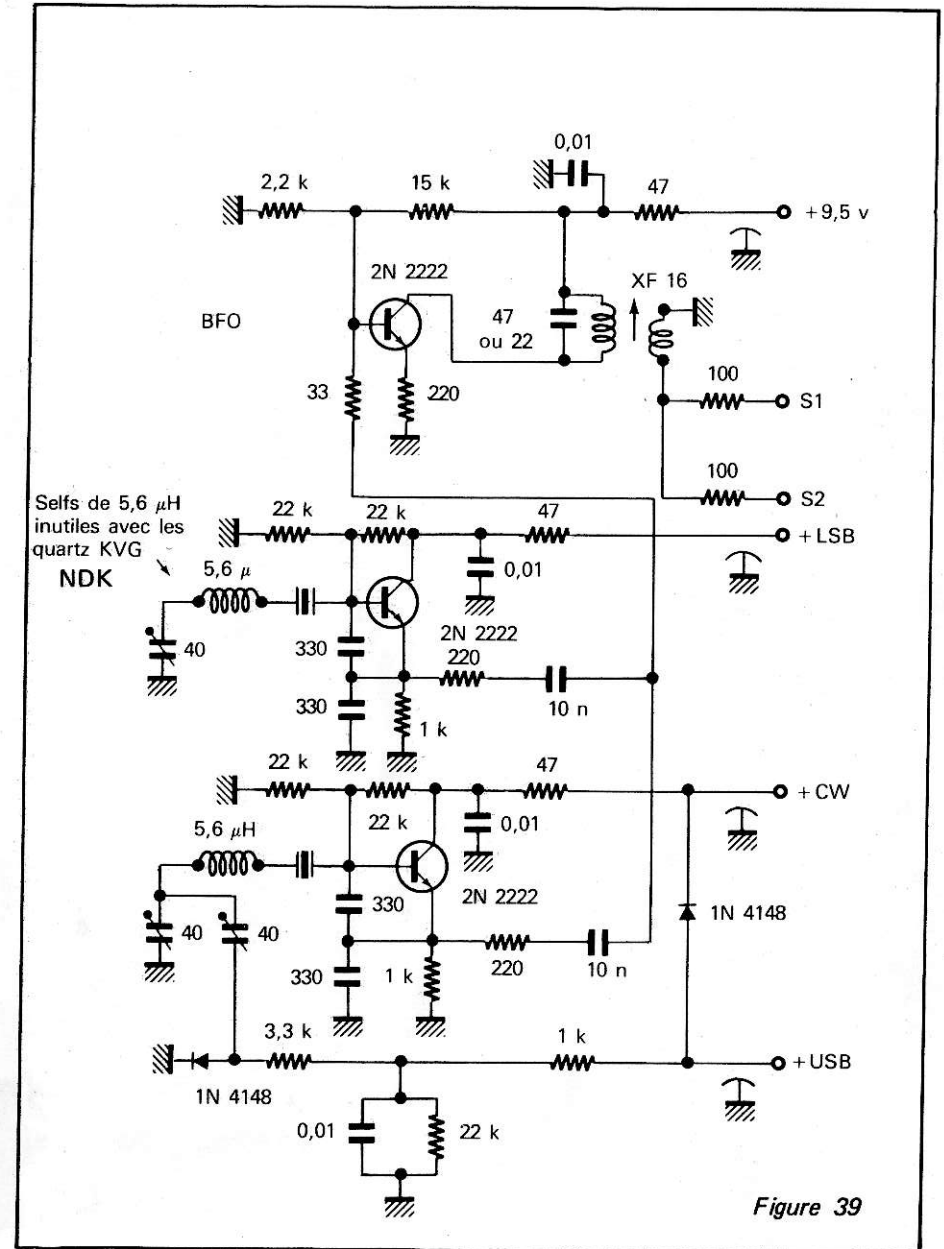 0,01
2,2 k
15 k
47
+9,5 v
2N 2222
XF 16
BFO
47
ou 22
33
220
100
S1
100
S2
Selfs de 5,6 μH
inutiles avec les
quartz KVG
NDK
22 k
22 k
47
+LSB
5,6 μ
0,01
40
330
2N 2222
220
330
1 k
10 n
22 k
47
+CW
22 k
0,01
5,6 μH
330
2N 2222
1N 4148
40
40
330
1 k
220
10 n
3,3 k
1 k
+USB
1N 4148
0,01
22 k
Figure 39